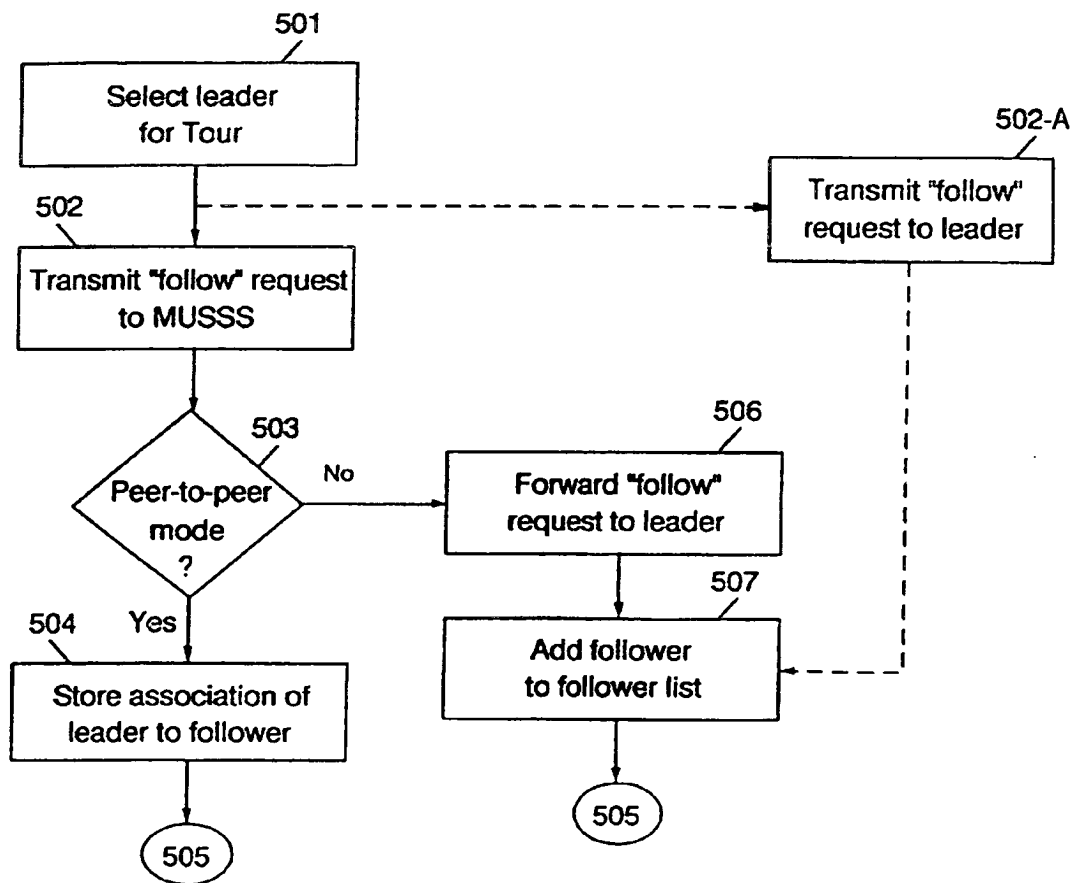 501
Select leader
for Tour
502-A
Transmit "follow"
request to leader
502
Transmit "follow" request
to MUSSS
503
Peer-to-peer
mode
?
No
506
Forward "follow"
request to leader
507
Add follower
to follower list
Yes
504
Store association of
leader to follower
505
505